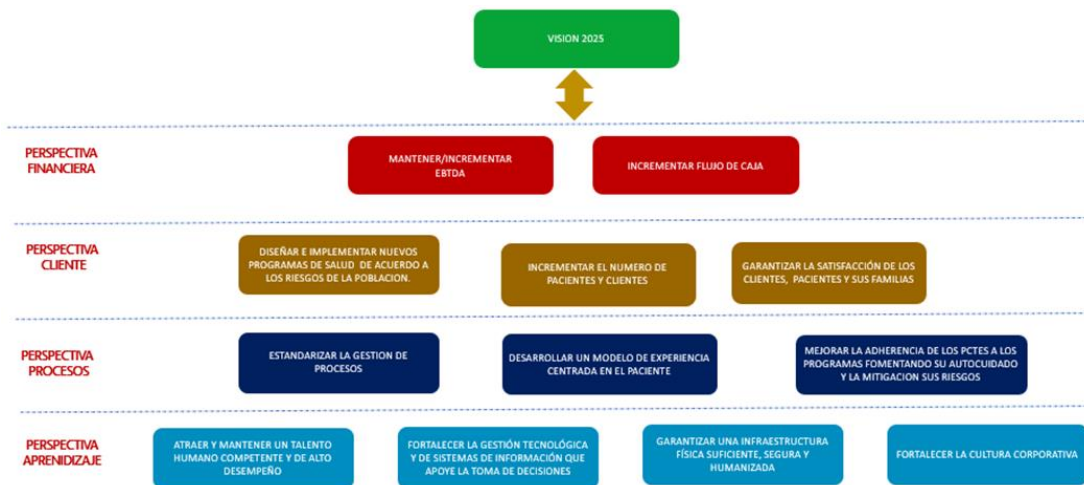 VISION 2025
PERSPECTIVA
FINANCIERA
MANTENER/INCREMENTAR
EBTDA
INCREMENTAR FLUJO DE CAJA
PERSPECTIVA
CLIENTE
DISEÑAR E IMPLEMENTAR NUEVOS
PROGRAMAS DE SALUD DE ACUERDO A
LOS RIESGOS DE LA POBLACION.
INCREMENTAR EL NUMERO DE
PACIENTES Y CLIENTES
GARANTIZAR LA SATISFACCIÓN DE LOS
CLIENTES, PACIENTES Y SUS FAMILIAS
PERSPECTIVA
PROCESOS
ESTANDARIZAR LA GESTION DE
PROCESOS
DESARROLLAR UN MODELO DE EXPERIENCIA
CENTRADA EN EL PACIENTE
MEJORAR LA ADHERENCIA DE LOS PCTES A LOS
PROGRAMAS FOMENTANDO SU AUTOCUIDADO
Y LA MITIGACION SUS RIESGOS
PERSPECTIVA
APRENIDIZAJE
ATRAER Y MANTENER UN TALENTO
HUMANO COMPETENTE Y DE ALTO
DESEMPEÑO
FORTALECER LA GESTIÓN TECNOLÓGICA
Y DE SISTEMAS DE INFORMACIÓN QUE
APOYE LA TOMA DE DECISIONES
GARANTIZAR UNA INFRAESTRUCTURA
FÍSICA SUFICIENTE, SEGURA Y
HUMANIZADA
FORTALECER LA CULTURA CORPORATIVA